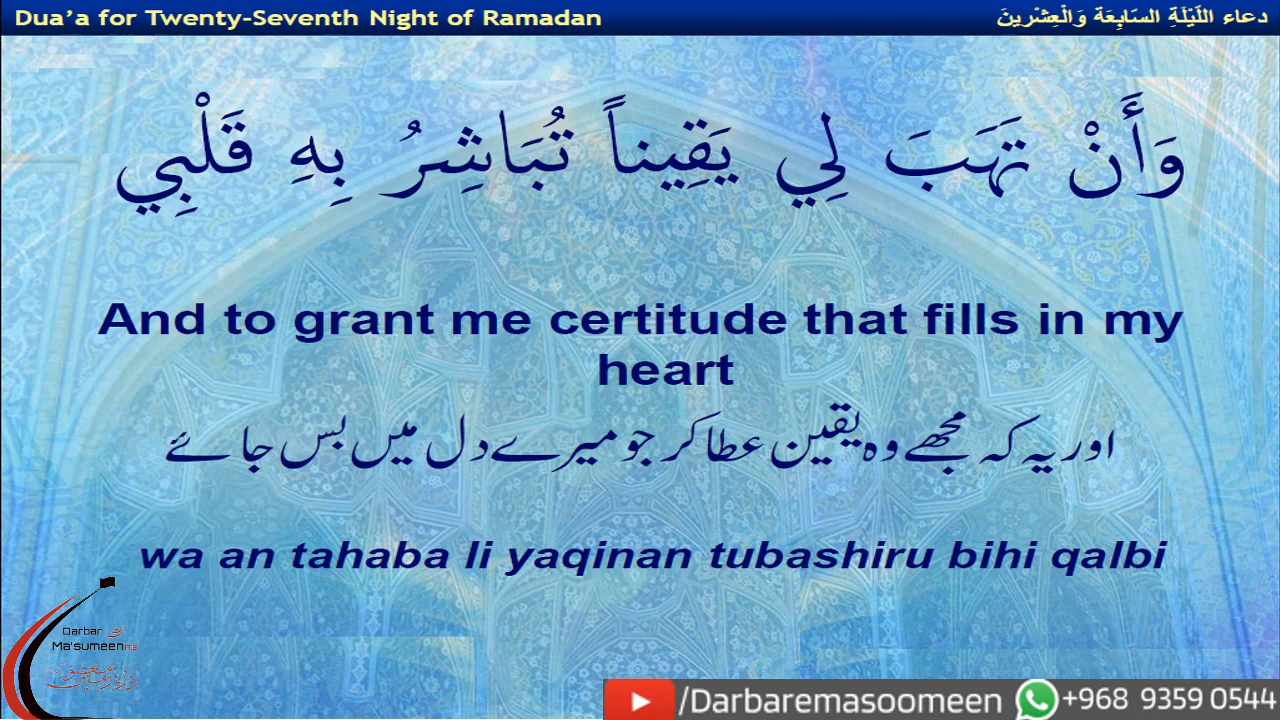 Dua’a for Twenty-Seventh Night of Ramadan
دعاء اللَّيْلَةِ السَّابِعَة وَالْعِشْرِينَ
وَأَنْ تَهَبَ لِي يَقِيناً تُبَاشِرُ بِهِ قَلْبِي
And to grant me certitude that fills in my
heart
اور یہ کہ مجھے وہ یقین عطا کر جو میرے دل میں بس جائے
wa an tahaba li yaqinan tubashiru bihi qalbi
Darbar
Ma'sumeen
/Darbaremasoomeen
+968 9359 0544